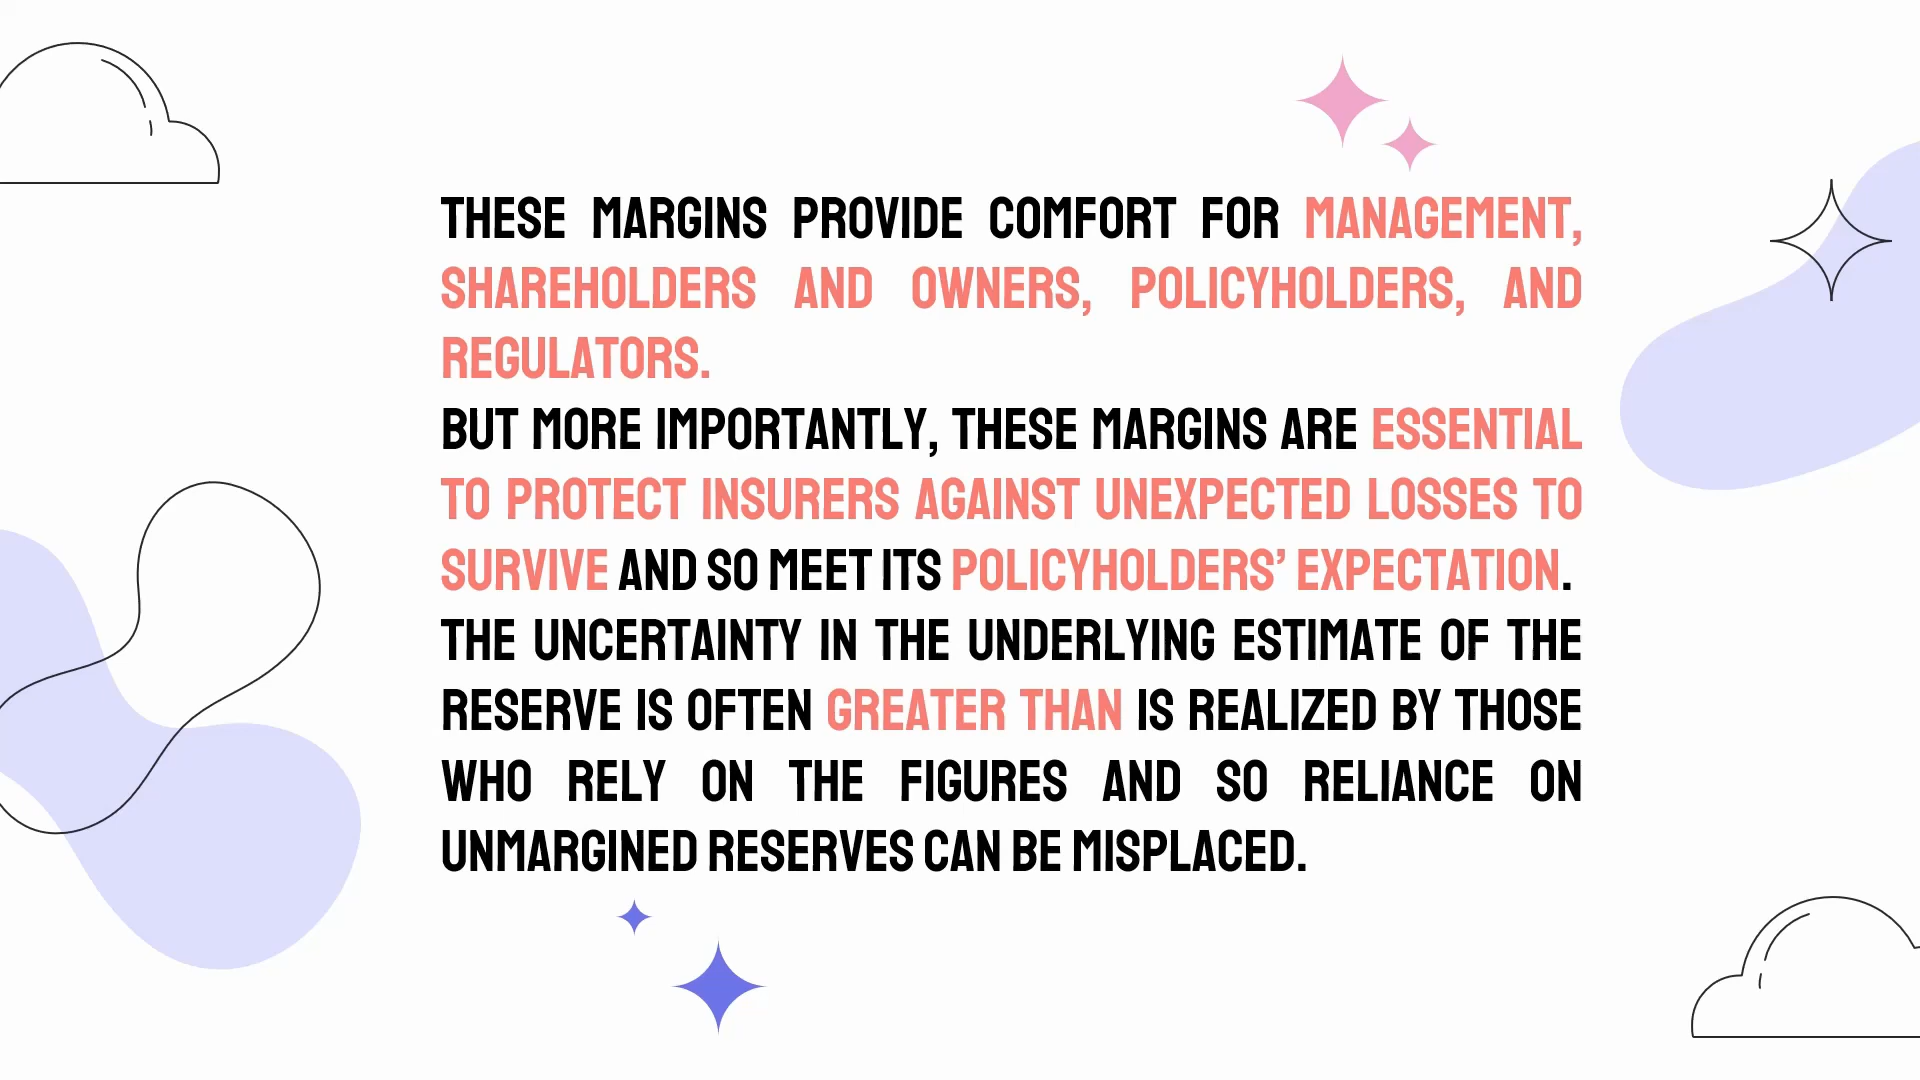 THESE MARGINS PROVIDE COMFORT FOR MANAGEMENT,
SHAREHOLDERS AND OWNERS, POLICYHOLDERS, AND
REGULATORS.
BUT MORE IMPORTANTLY, THESE MARGINS ARE ESSENTIAL
TO PROTECT INSURERS AGAINST UNEXPECTED LOSSES TO
SURVIVE AND SO MEET ITS POLICYHOLDERS’ EXPECTATION.
THE UNCERTAINTY IN THE UNDERLYING ESTIMATE OF THE
RESERVE IS OFTEN GREATER THAN IS REALIZED BY THOSE
WHO RELY ON THE FIGURES AND SO RELIANCE ON
UNMARGINED RESERVES CAN BE MISPLACED.